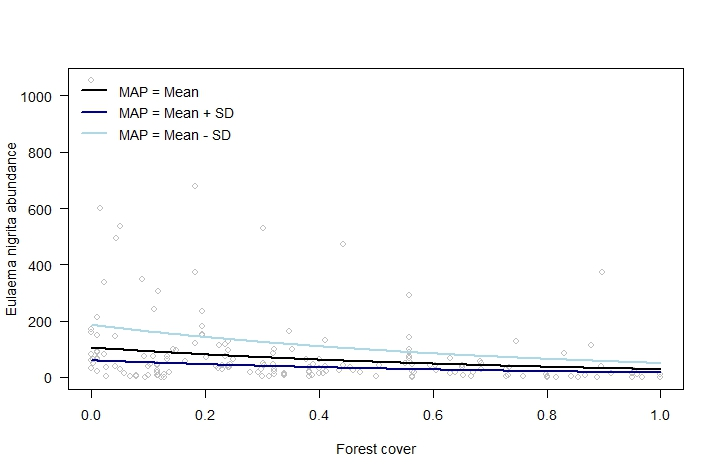 MAP = Mean
MAP = Mean + SD
MAP = Mean - SD
1000
800
600
400
200
0
Eulaema nigrita abundance
0.0 0.2 0.4 0.6 0.8 1.0
Forest cover